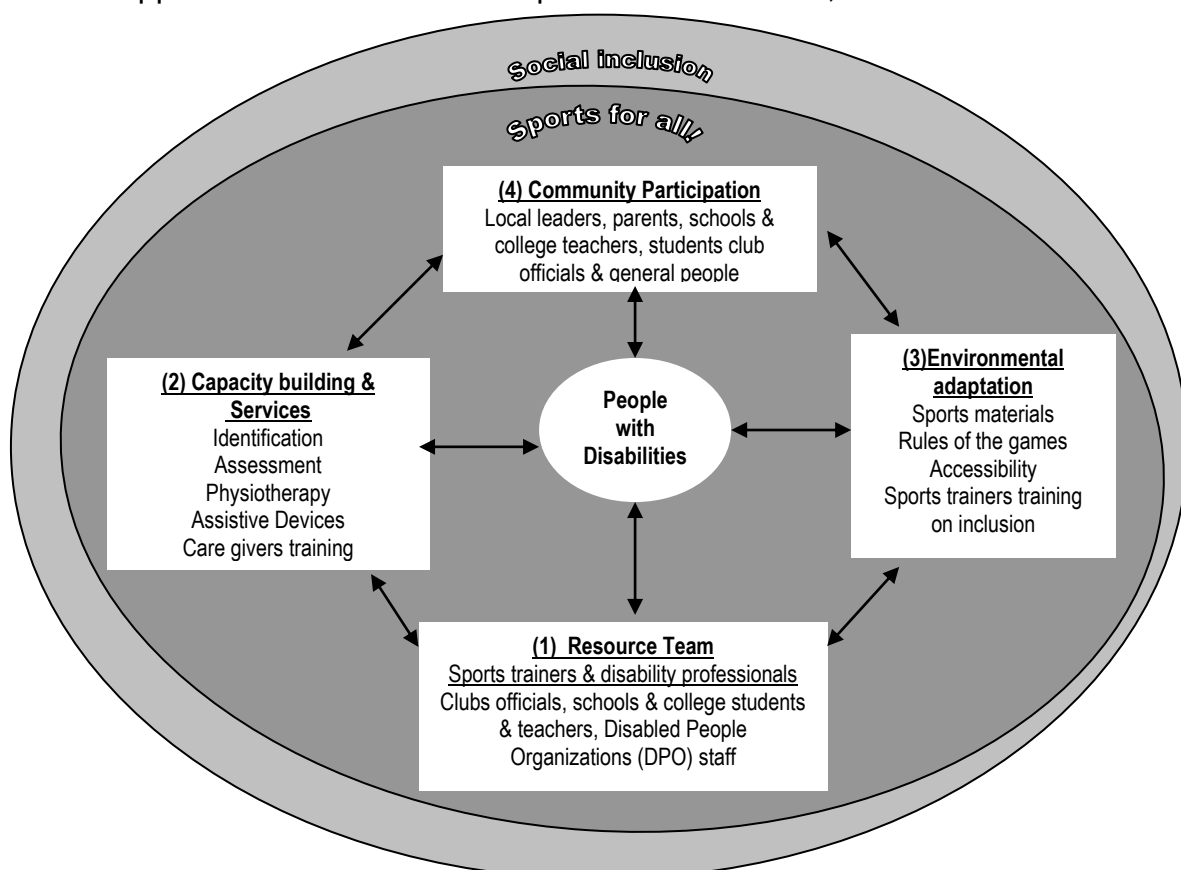 Social inclusion
Sports for all!
(4) Community Participation
Local leaders, parents, schools &
college teachers, students club
officials & general people
(2) Capacity building &
Services
Identification
Assessment
Physiotherapy
Assistive Devices
Care givers training
People
with
Disabilities
(3)Environmental
adaptation
Sports materials
Rules of the games
Accessibility
Sports trainers training
on inclusion
(1) Resource Team
Sports trainers & disability professionals
Clubs officials, schools & college students
& teachers, Disabled People
Organizations (DPO) staff